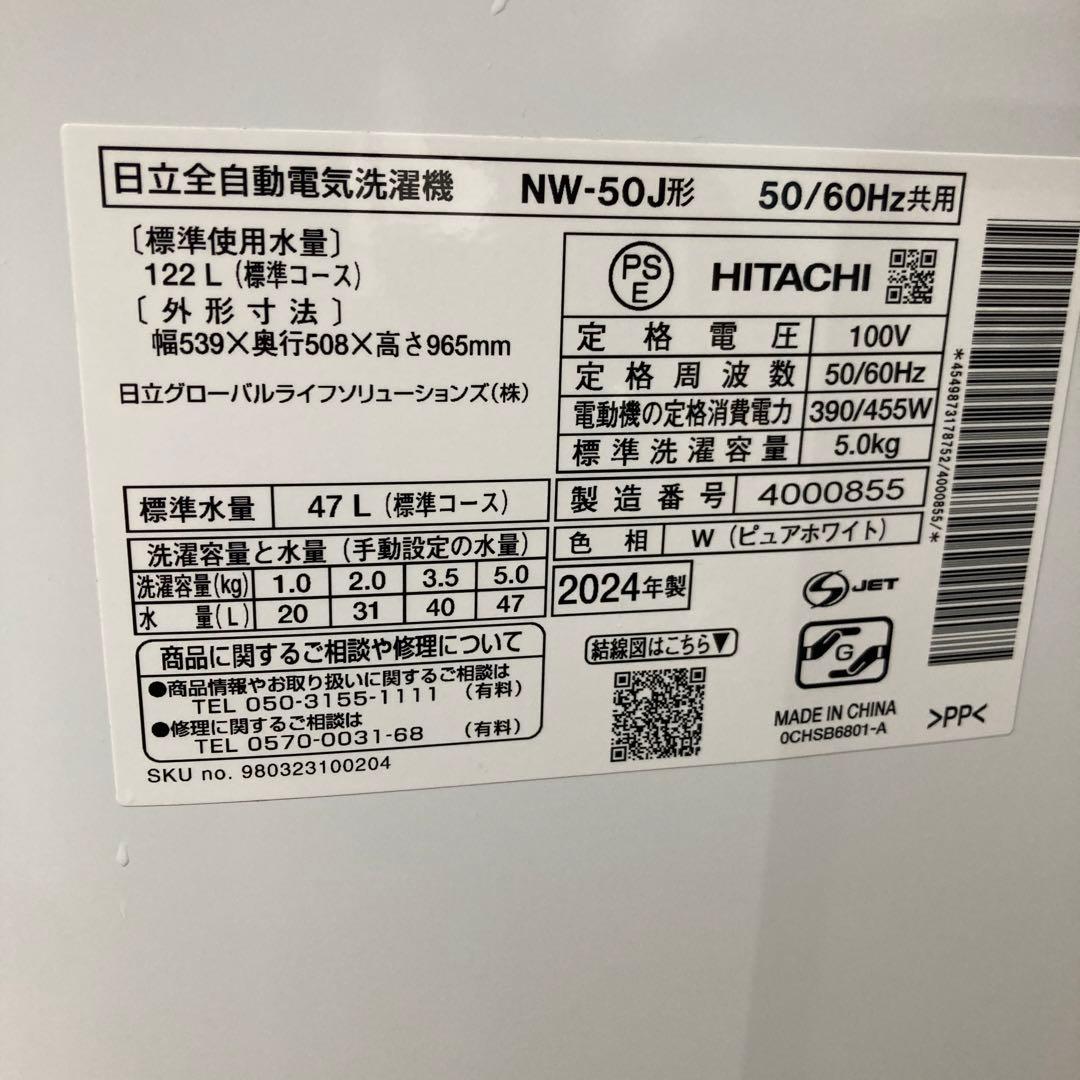 日立全自動電気洗濯機 NW-50J形 50/60Hz共用
〔標準使用水量〕
122 L (標準コース)
〔外形寸法〕
幅539×奥行508×高さ965mm
日立グローバルライフソリューションズ(株)
PS
E
HITACHI
定格電圧 100V
定格周波数 50/60Hz
電動機の定格消費電力 390/455W
標準洗濯容量 5.0kg
製造番号 4000855
色相 W (ピュアホワイト)
標準水量 47 L (標準コース)
洗濯容量と水量 (手動設定の水量)
洗濯容量(kg) 1.0 2.0 3.5 5.0
水量(L) 20 31 40 47
2024年製
S JET
G
商品に関するご相談や修理について
●商品情報やお取り扱いに関するご相談は
TEL 050-3155-1111 (有料)
●修理に関するご相談は
TEL 0570-0031-68 (有料)
結線図はこちら▼
MADE IN CHINA
0CHSB6801-A
>PP<
SKU no. 980323100204
*4549873178752/4000855/*